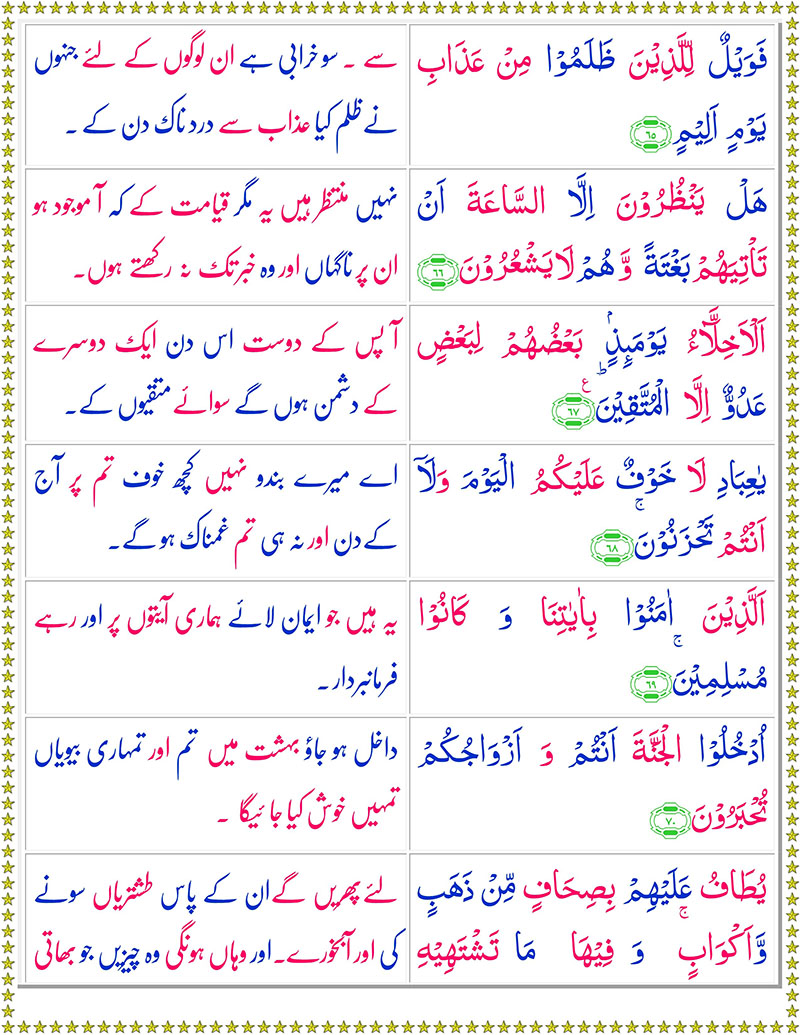 فَوَیْلٌ لِّلَّذِیْنَ ظَلَمُوْا مِنْ عَذَابِ
یَوْمٍ اَلِیْمٍ ۶۵
سے ۔ سو خرابی ہے ان لوگوں کے لئے جنہوں
نے ظلم کیا عذاب سے درد ناک دن کے ۔
هَلْ یَنْظُرُوْنَ اِلَّا السَّاعَةَ اَنْ
تَاْتِیَهُمْ بَغْتَةً وَّ هُمْ لَا یَشْعُرُوْنَ ۶۶
نہیں منتظر ہیں یہ مگر قیامت کے کہ آ موجود ہو
ان پر ناگہاں اور وہ خبر تک نہ رکھتے ہوں۔
اَلْاَخِلَّآءُ یَوْمَىِٕذٍۭ بَعْضُهُمْ لِبَعْضٍ
عَدُوٌّ اِلَّا الْمُتَّقِیْنَ ؕ ع ۶۷
آپس کے دوست اس دن ایک دوسرے
کے دشمن ہوں گے سوائے متقیوں کے۔
یٰعِبَادِ لَا خَوْفٌ عَلَیْكُمُ الْیَوْمَ وَلَاۤ
اَنْتُمْ تَحْزَنُوْنَ ۚ ۶۸
اے میرے بندو نہیں کچھ خوف تم پر آج
کے دن اور نہ ہی تم غمناک ہو گے۔
اَلَّذِیْنَ اٰمَنُوْا بِاٰیٰتِنَا وَ كَانُوْا
مُسْلِمِیْنَ ۚ ۶۹
یہ ہیں جو ایمان لائے ہماری آیتوں پر اور رہے
فرمانبردار۔
اُدْخُلُوا الْجَنَّةَ اَنْتُمْ وَ اَزْوَاجُكُمْ
تُحْبَرُوْنَ ۷۰
داخل ہو جاؤ بہشت میں تم اور تمہاری بیویاں
تمہیں خوش کیا جائیگا ۔
یُطَافُ عَلَیْهِمْ بِصِحَافٍ مِّنْ ذَهَبٍ
وَّاَكْوَابٍ ۚ وَ فِیْهَا مَا تَشْتَهِیْهِ
لئے پھریں گے ان کے پاس طشتریاں سونے
کی اور آبخورے۔ اور وہاں ہونگی وہ چیزیں جو بھاتی